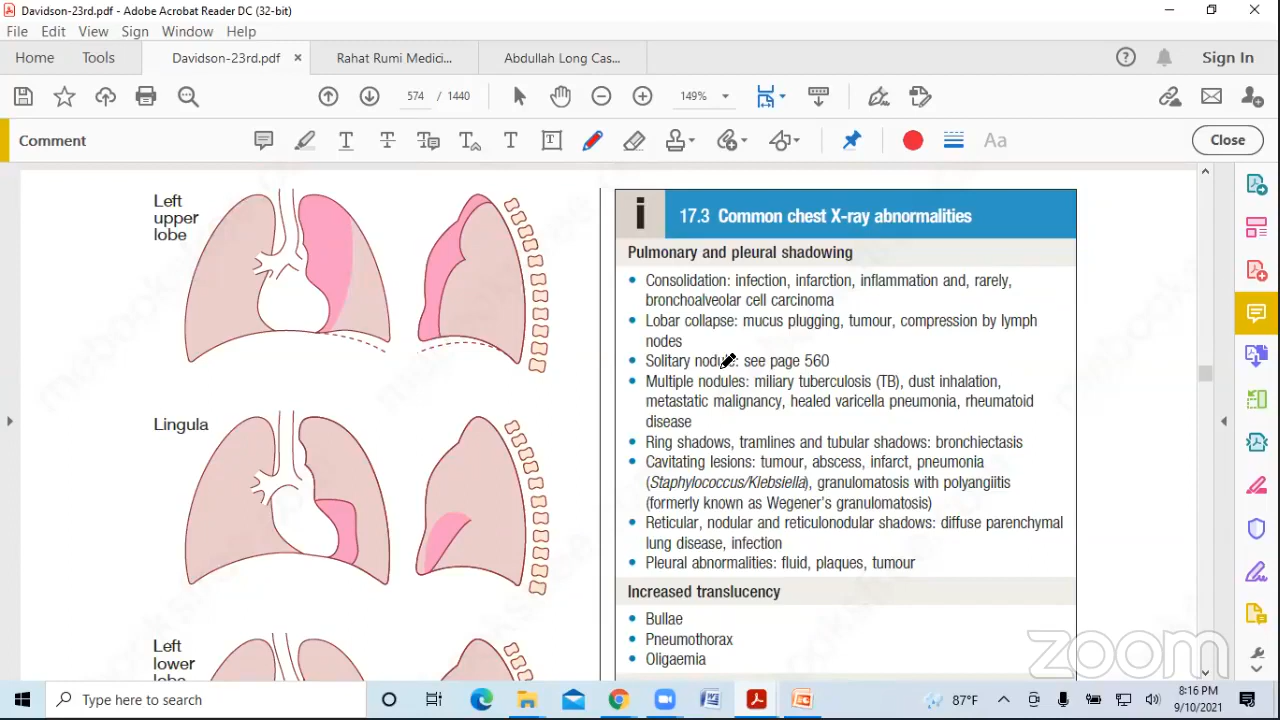 Davidson-23rd.pdf - Adobe Acrobat Reader DC (32-bit)
File Edit View Sign Window Help
Home Tools Davidson-23rd.pdf × Rahat Rumi Medici... Abdullah Long Cas... Sign In
574 / 1440 149%
Comment Close
Left
upper
lobe
Lingula
Left
lower
i 17.3 Common chest X-ray abnormalities
Pulmonary and pleural shadowing
• Consolidation: infection, infarction, inflammation and, rarely,
bronchoalveolar cell carcinoma
• Lobar collapse: mucus plugging, tumour, compression by lymph
nodes
• Solitary nodule: see page 560
• Multiple nodules: miliary tuberculosis (TB), dust inhalation,
metastatic malignancy, healed varicella pneumonia, rheumatoid
disease
• Ring shadows, tramlines and tubular shadows: bronchiectasis
• Cavitating lesions: tumour, abscess, infarct, pneumonia
(Staphylococcus/Klebsiella), granulomatosis with polyangiitis
(formerly known as Wegener's granulomatosis)
• Reticular, nodular and reticulonodular shadows: diffuse parenchymal
lung disease, infection
• Pleural abnormalities: fluid, plaques, tumour
Increased translucency
• Bullae
• Pneumothorax
• Oligaemia
zoom
Type here to search
87°F
8:16 PM
9/10/2021